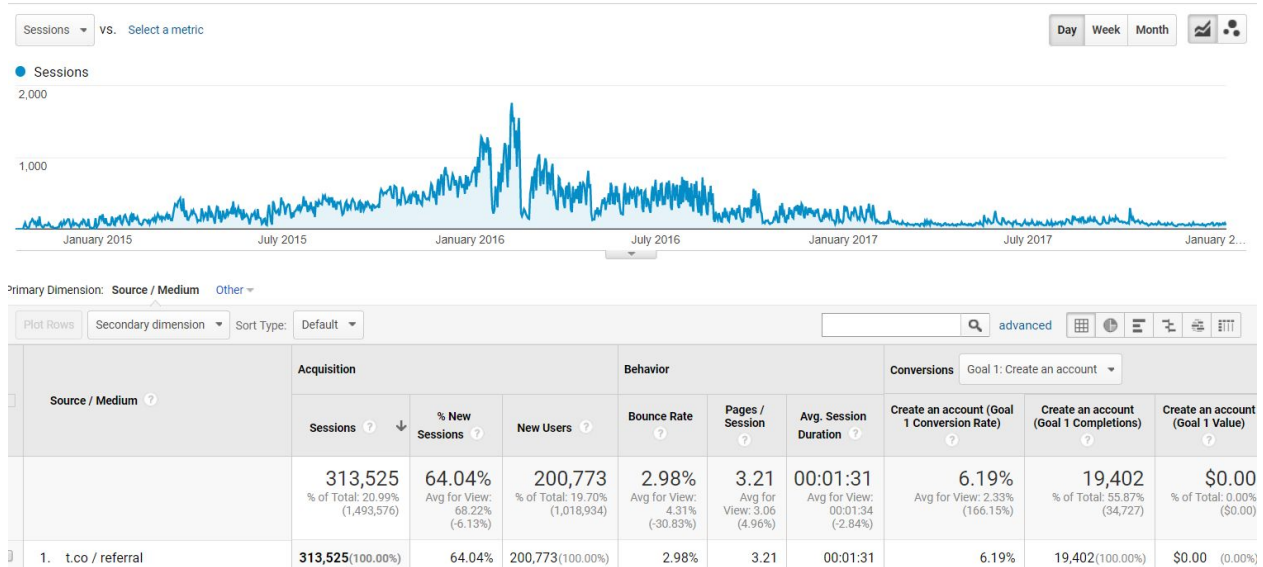 Sessions VS. Select a metric
Day Week Month
Sessions
2,000
1,000
January 2015 July 2015 January 2016 July 2016 January 2017 July 2017 January 2...
Primary Dimension: Source / Medium Other
Plot Rows Secondary dimension Sort Type: Default advanced
Acquisition Behavior Conversions Goal 1: Create an account
Source / Medium ?
Sessions ? % New Sessions ? New Users ? Bounce Rate ? Pages / Session ? Avg. Session Duration ? Create an account (Goal 1 Conversion Rate) ? Create an account (Goal 1 Completions) ? Create an account (Goal 1 Value) ?
313,525 64.04% 200,773 2.98% 3.21 00:01:31 6.19% 19,402 $0.00
% of Total: 20.99% (1,493,576) Avg for View: 68.22% (-6.13%) % of Total: 19.70% (1,018,934) Avg for View: 4.31% (-30.83%) Avg for View: 3.06 (4.96%) Avg for View: 00:01:34 (-2.84%) Avg for View: 2.33% (166.15%) % of Total: 55.87% (34,727) % of Total: 0.00% ($0.00)
1. t.co / referral 313,525(100.00%) 64.04% 200,773(100.00%) 2.98% 3.21 00:01:31 6.19% 19,402(100.00%) $0.00 (0.00%)